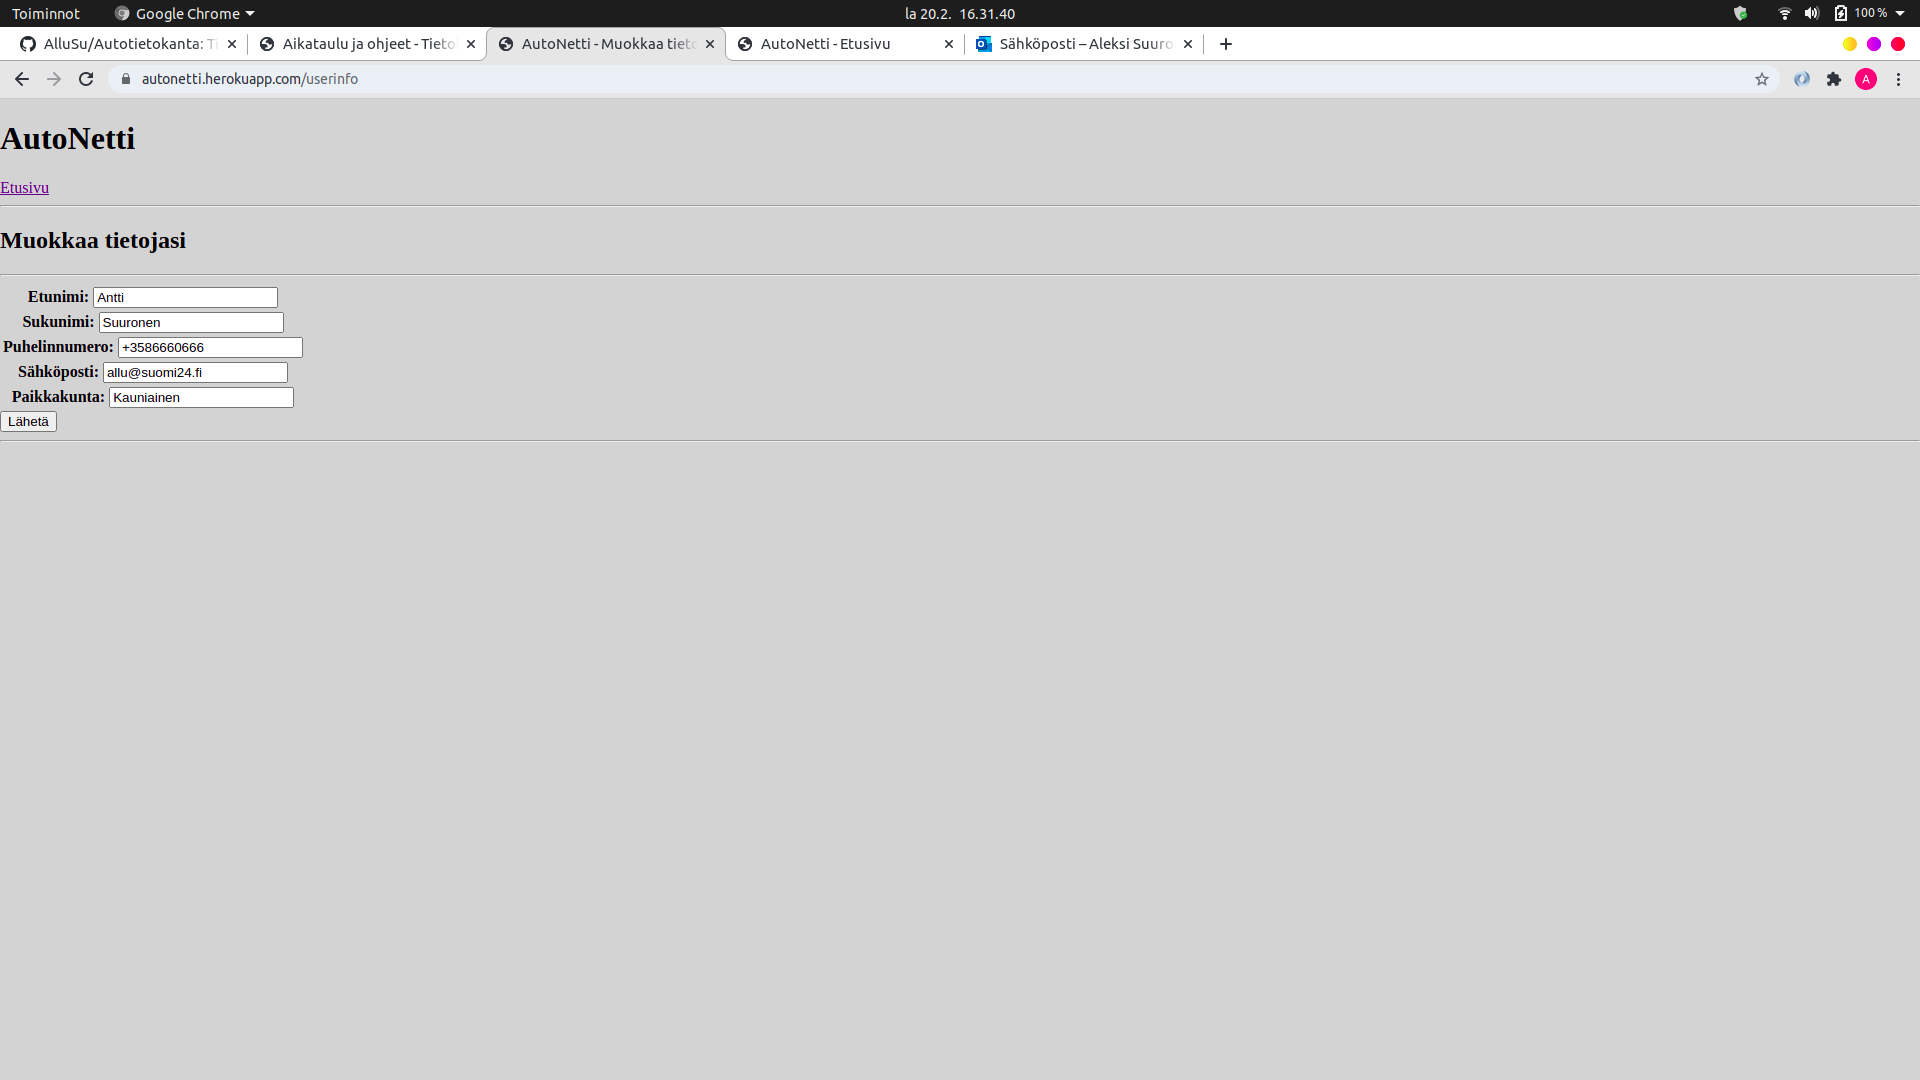 Toiminnot Google Chrome la 20.2. 16.31.40 100 %
AlluSu/Autotietokanta: Ti Aikataulu ja ohjeet - Tieto AutoNetti - Muokkaa tieto AutoNetti - Etusivu Sähköposti – Aleksi Suuro
autonetti.herokuapp.com/userinfo A
AutoNetti
Etusivu
Muokkaa tietojasi
Etunimi: Antti
Sukunimi: Suuronen
Puhelinnumero: +3586660666
Sähköposti: allu@suomi24.fi
Paikkakunta: Kauniainen
Lähetä